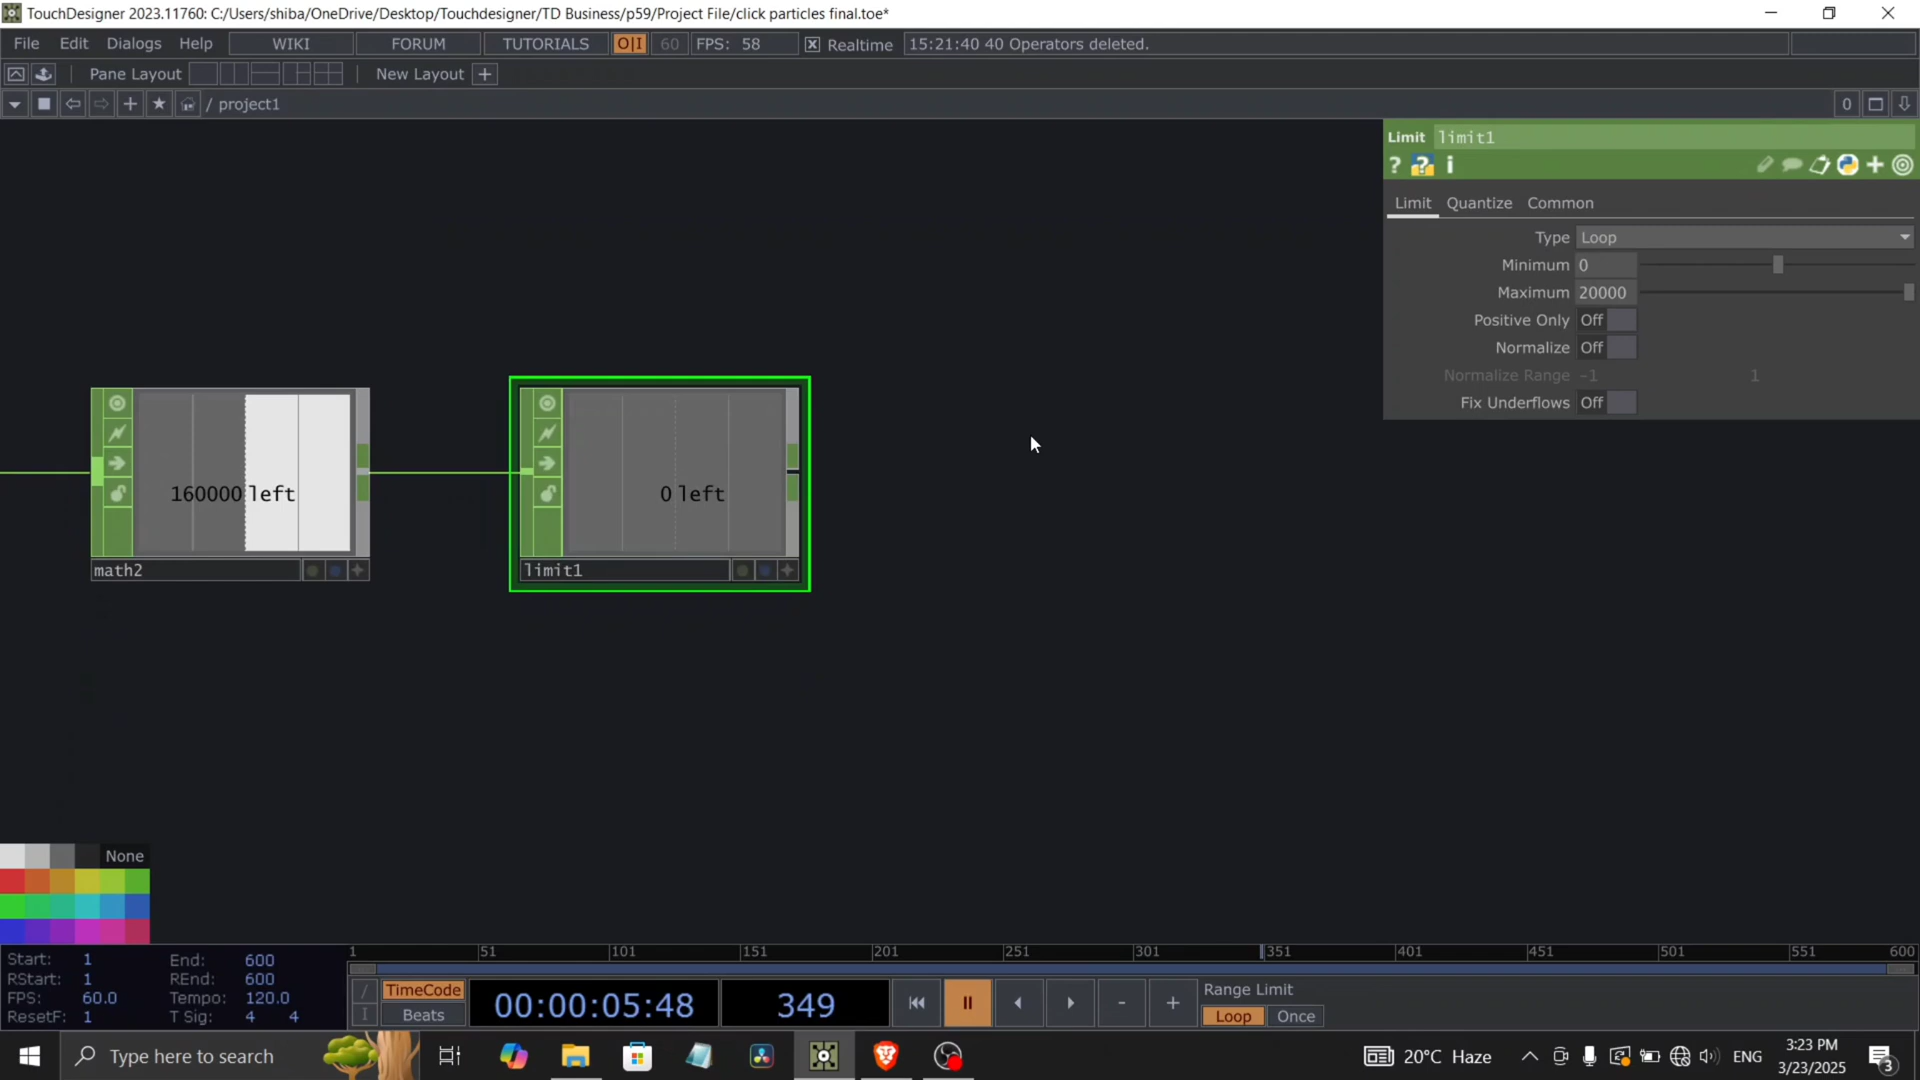 TouchDesigner 2023.11760: C:/Users/shiba/OneDrive/Desktop/Touchdesigner/TD Business/p59/Project File/click particles final.toe*
File Edit Dialogs Help WIKI FORUM TUTORIALS O|I 60 FPS: 58 Realtime 15:21:40 40 Operators deleted.
Pane Layout New Layout +
/ project1 0
Limit limit1
? ? i
Limit Quantize Common
Type Loop
Minimum 0
Maximum 20000
Positive Only Off
Normalize Off
Normalize Range -1 1
Fix Underflows Off
160000 left
math2
0 left
limit1
None
1 51 101 151 201 251 301 351 401 451 501 551 600
Start: 1 End: 600
RStart: 1 REnd: 600
FPS: 60.0 Tempo: 120.0
ResetF: 1 T Sig: 4 4
/ TimeCode
I Beats
00:00:05:48 349
- +
Range Limit
Loop Once
Type here to search
20°C Haze
ENG
3:23 PM
3/23/2025
3